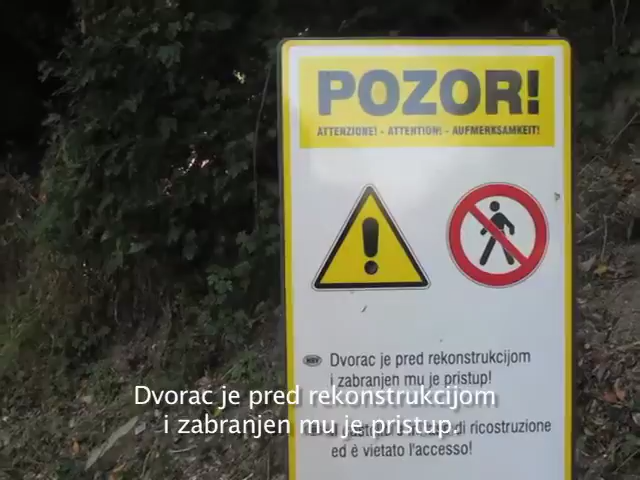 POZOR!
ATTENZIONE! - ATTENTION! - AUFMERKSAMKEIT!
Dvorac je pred rekonstrukcijom
i zabranjen mu je pristup!
Dvorac je pred rekonstrukcijom
i zabranjen mu je pristup.
di ricostruzione
ed è vietato l'accesso!